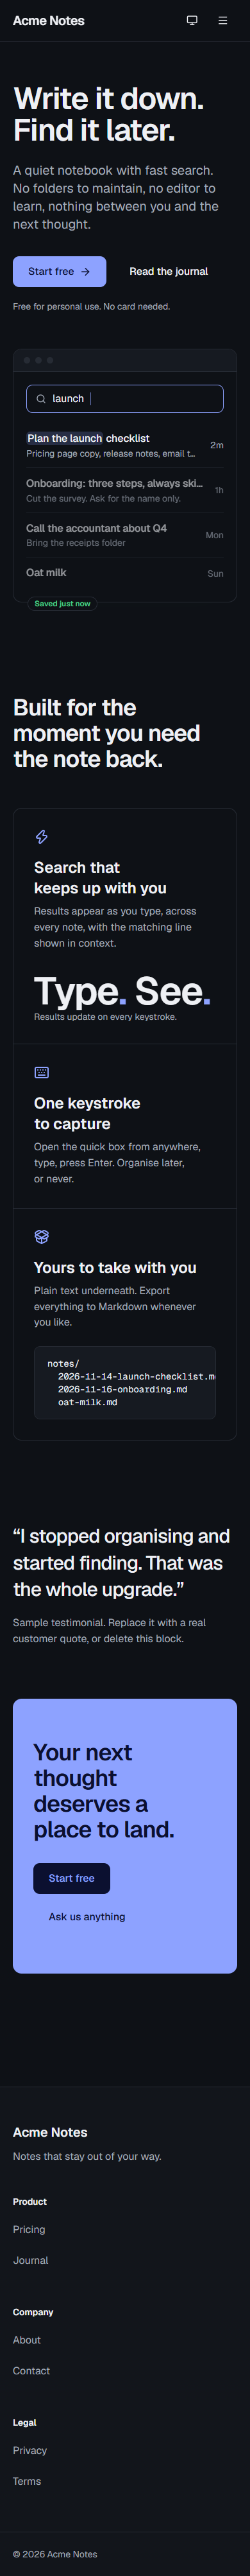 Acme Notes
Write it down.
Find it later.
A quiet notebook with fast search.
No folders to maintain, no editor to
learn, nothing between you and the
next thought.
Start free
Read the journal
Free for personal use. No card needed.
launch
Plan the launch checklist
2m
Pricing page copy, release notes, email t...
Onboarding: three steps, always ski...
1h
Cut the survey. Ask for the name only.
Call the accountant about Q4
Mon
Bring the receipts folder
Oat milk
Sun
Saved just now
Built for the
moment you need
the note back.
Search that
keeps up with you
Results appear as you type, across
every note, with the matching line
shown in context.
Type. See.
Results update on every keystroke.
One keystroke
to capture
Open the quick box from anywhere,
type, press Enter. Organise later,
or never.
Yours to take with you
Plain text underneath. Export
everything to Markdown whenever
you like.
notes/
2026-11-14-launch-checklist.m
2026-11-16-onboarding.md
oat-milk.md
“I stopped organising and
started finding. That was
the whole upgrade.”
Sample testimonial. Replace it with a real
customer quote, or delete this block.
Your next
thought
deserves a
place to land.
Start free
Ask us anything
Acme Notes
Notes that stay out of your way.
Product
Pricing
Journal
Company
About
Contact
Legal
Privacy
Terms
© 2026 Acme Notes